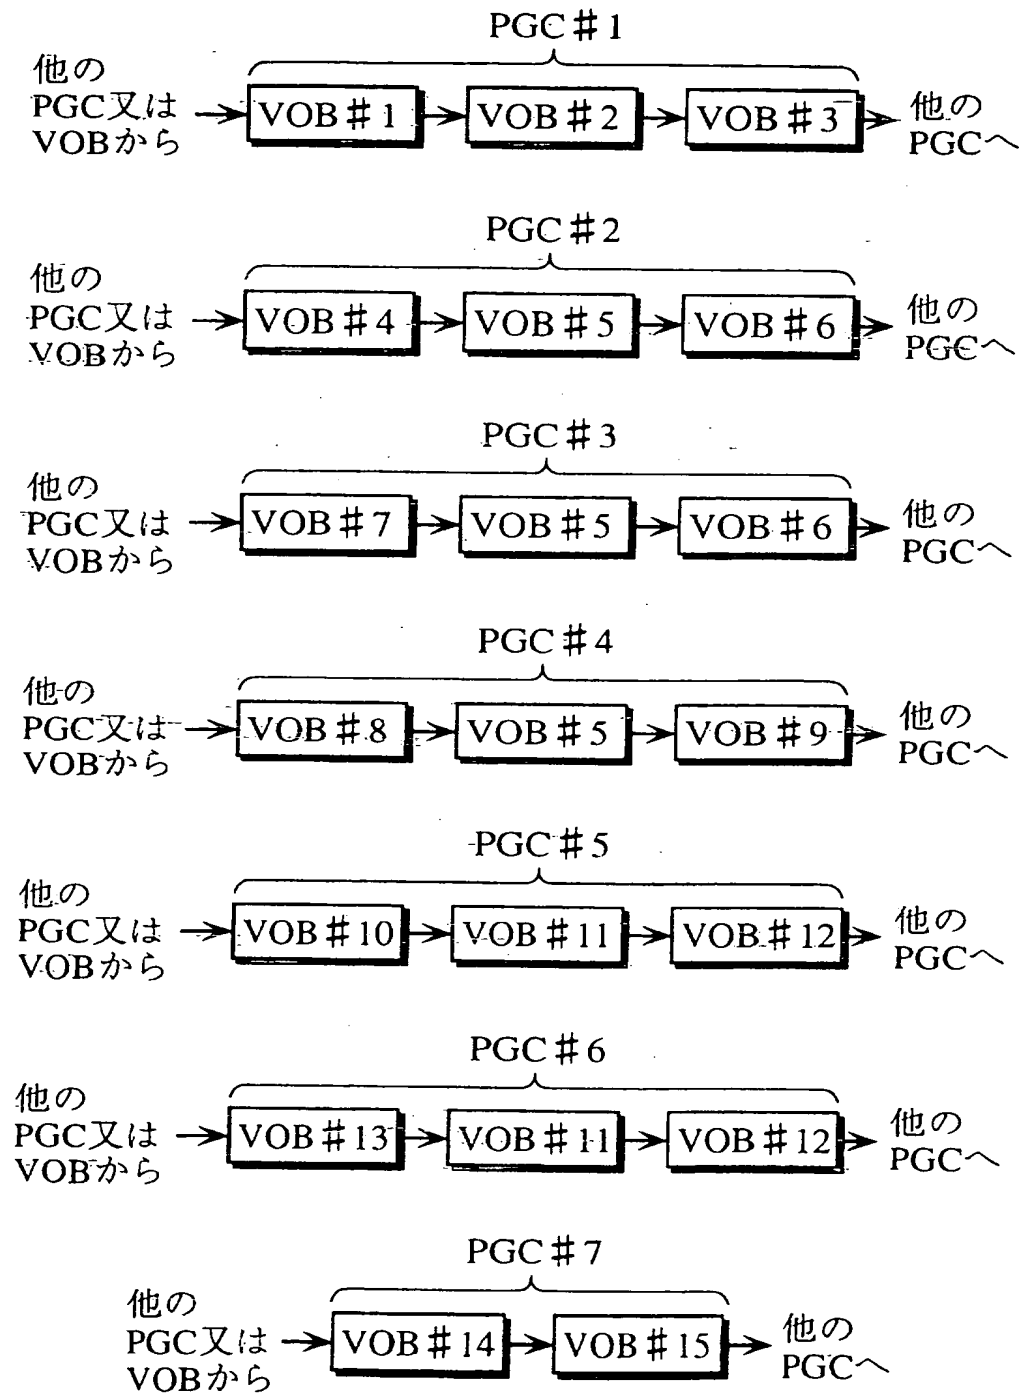 PGC#1
他の
PGC又は
VOBから
VOB#1
VOB#2
VOB#3
他の
PGCへ
PGC#2
他の
PGC又は
VOBから
VOB#4
VOB#5
VOB#6
他の
PGCへ
PGC#3
他の
PGC又は
VOBから
VOB#7
VOB#5
VOB#6
他の
PGCへ
PGC#4
他の
PGC又は
VOBから
VOB#8
VOB#5
VOB#9
他の
PGCへ
PGC#5
他の
PGC又は
VOBから
VOB#10
VOB#11
VOB#12
他の
PGCへ
PGC#6
他の
PGC又は
VOBから
VOB#13
VOB#11
VOB#12
他の
PGCへ
PGC#7
他の
PGC又は
VOBから
VOB#14
VOB#15
他の
PGCへ